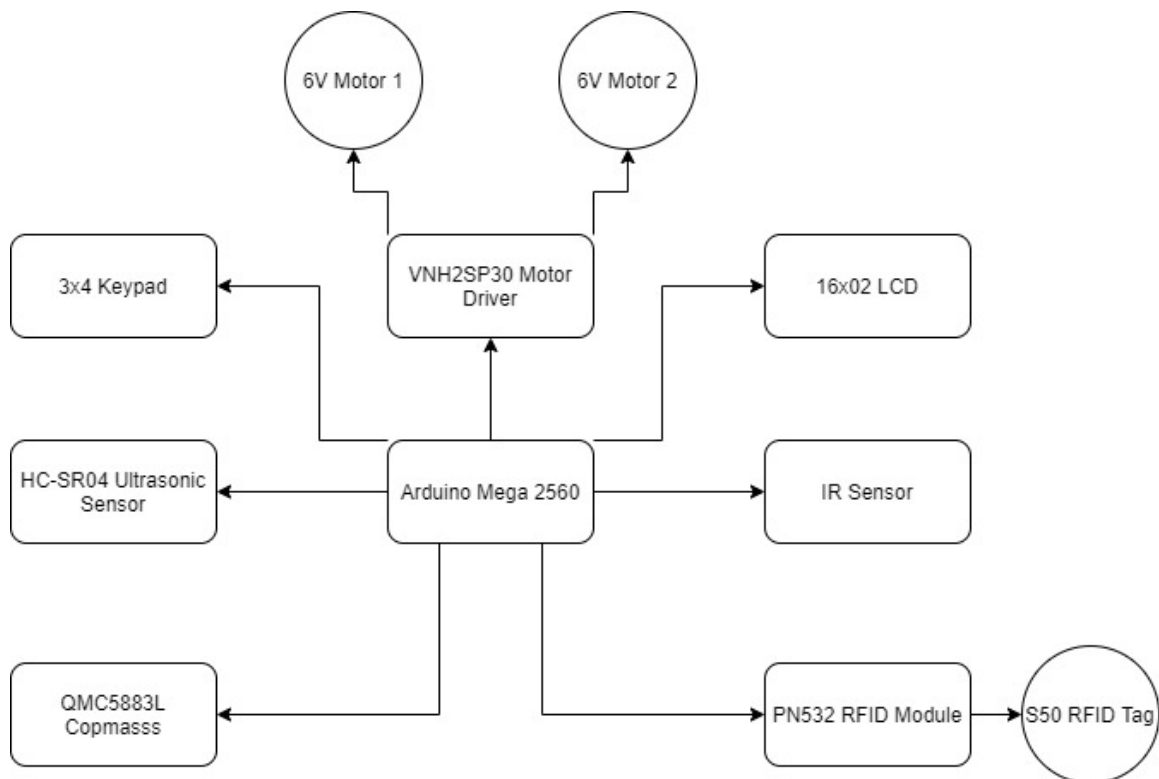 6V Motor 1
6V Motor 2
3x4 Keypad
VNH2SP30 Motor
Driver
16x02 LCD
HC-SR04 Ultrasonic
Sensor
Arduino Mega 2560
IR Sensor
QMC5883L
Copmasss
PN532 RFID Module
S50 RFID Tag